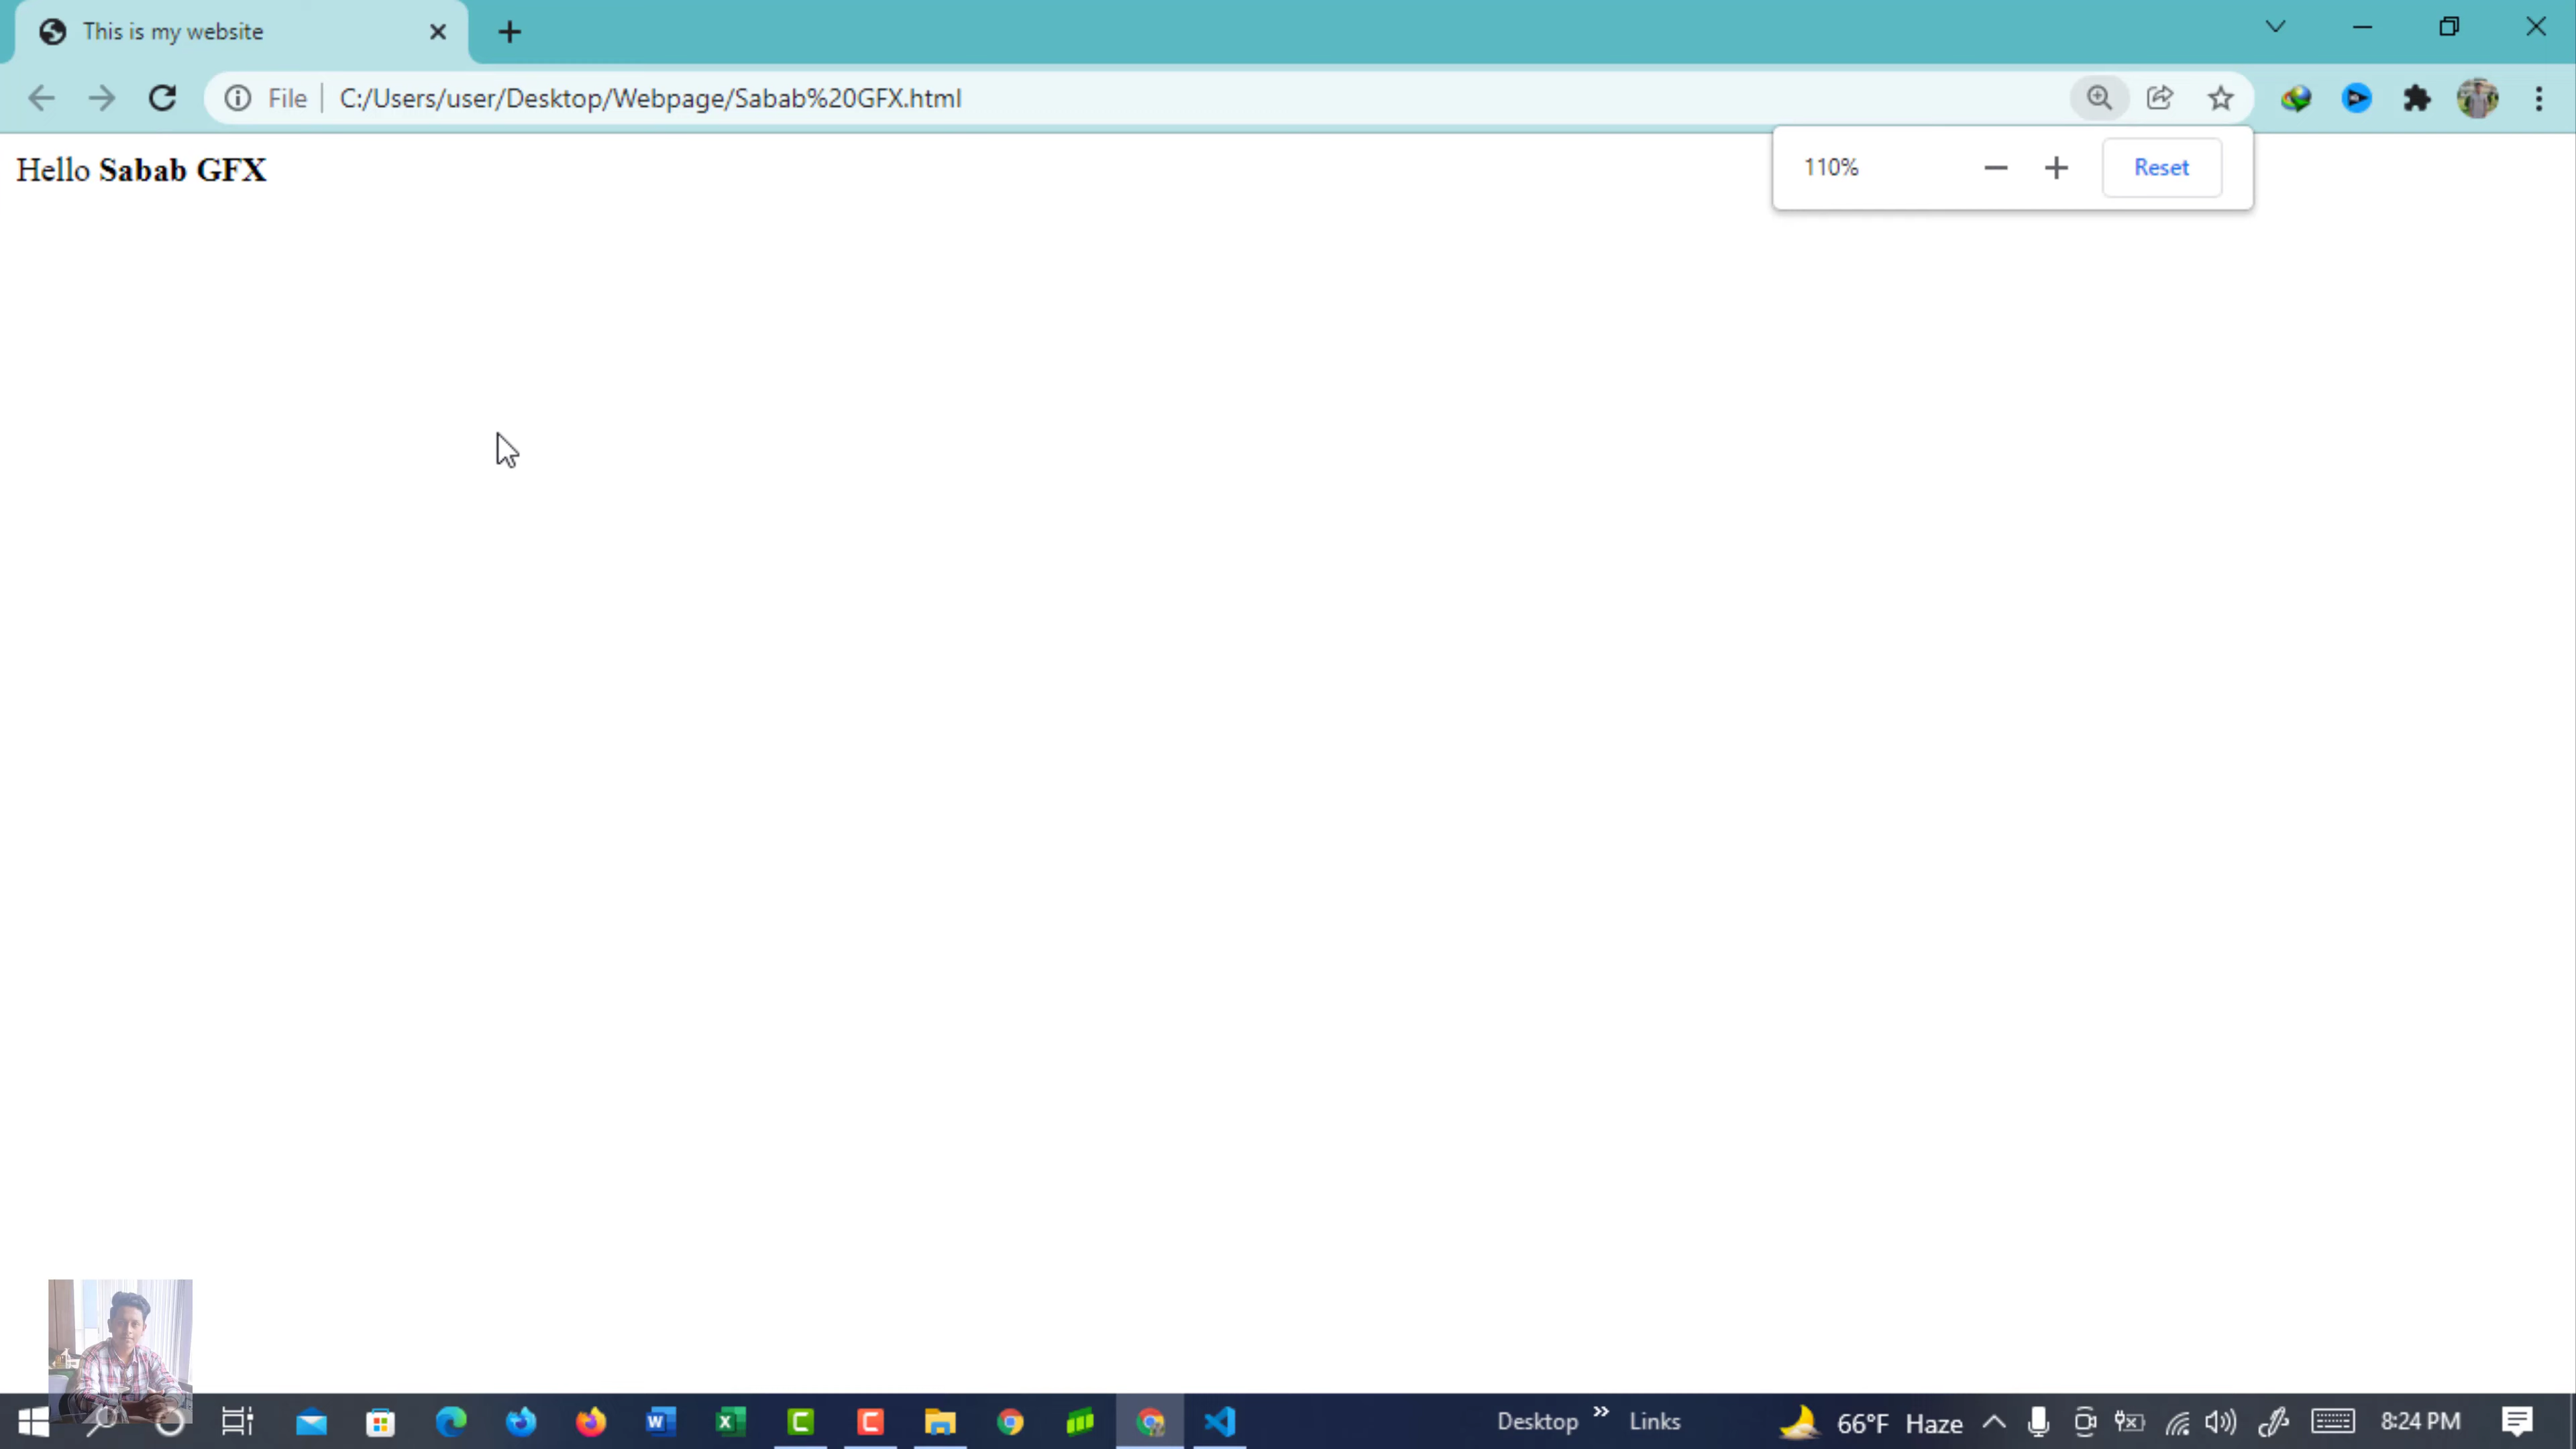 This is my website
File C:/Users/user/Desktop/Webpage/Sabab%20GFX.html
110% Reset
Hello Sabab GFX
Desktop Links 66°F Haze 8:24 PM